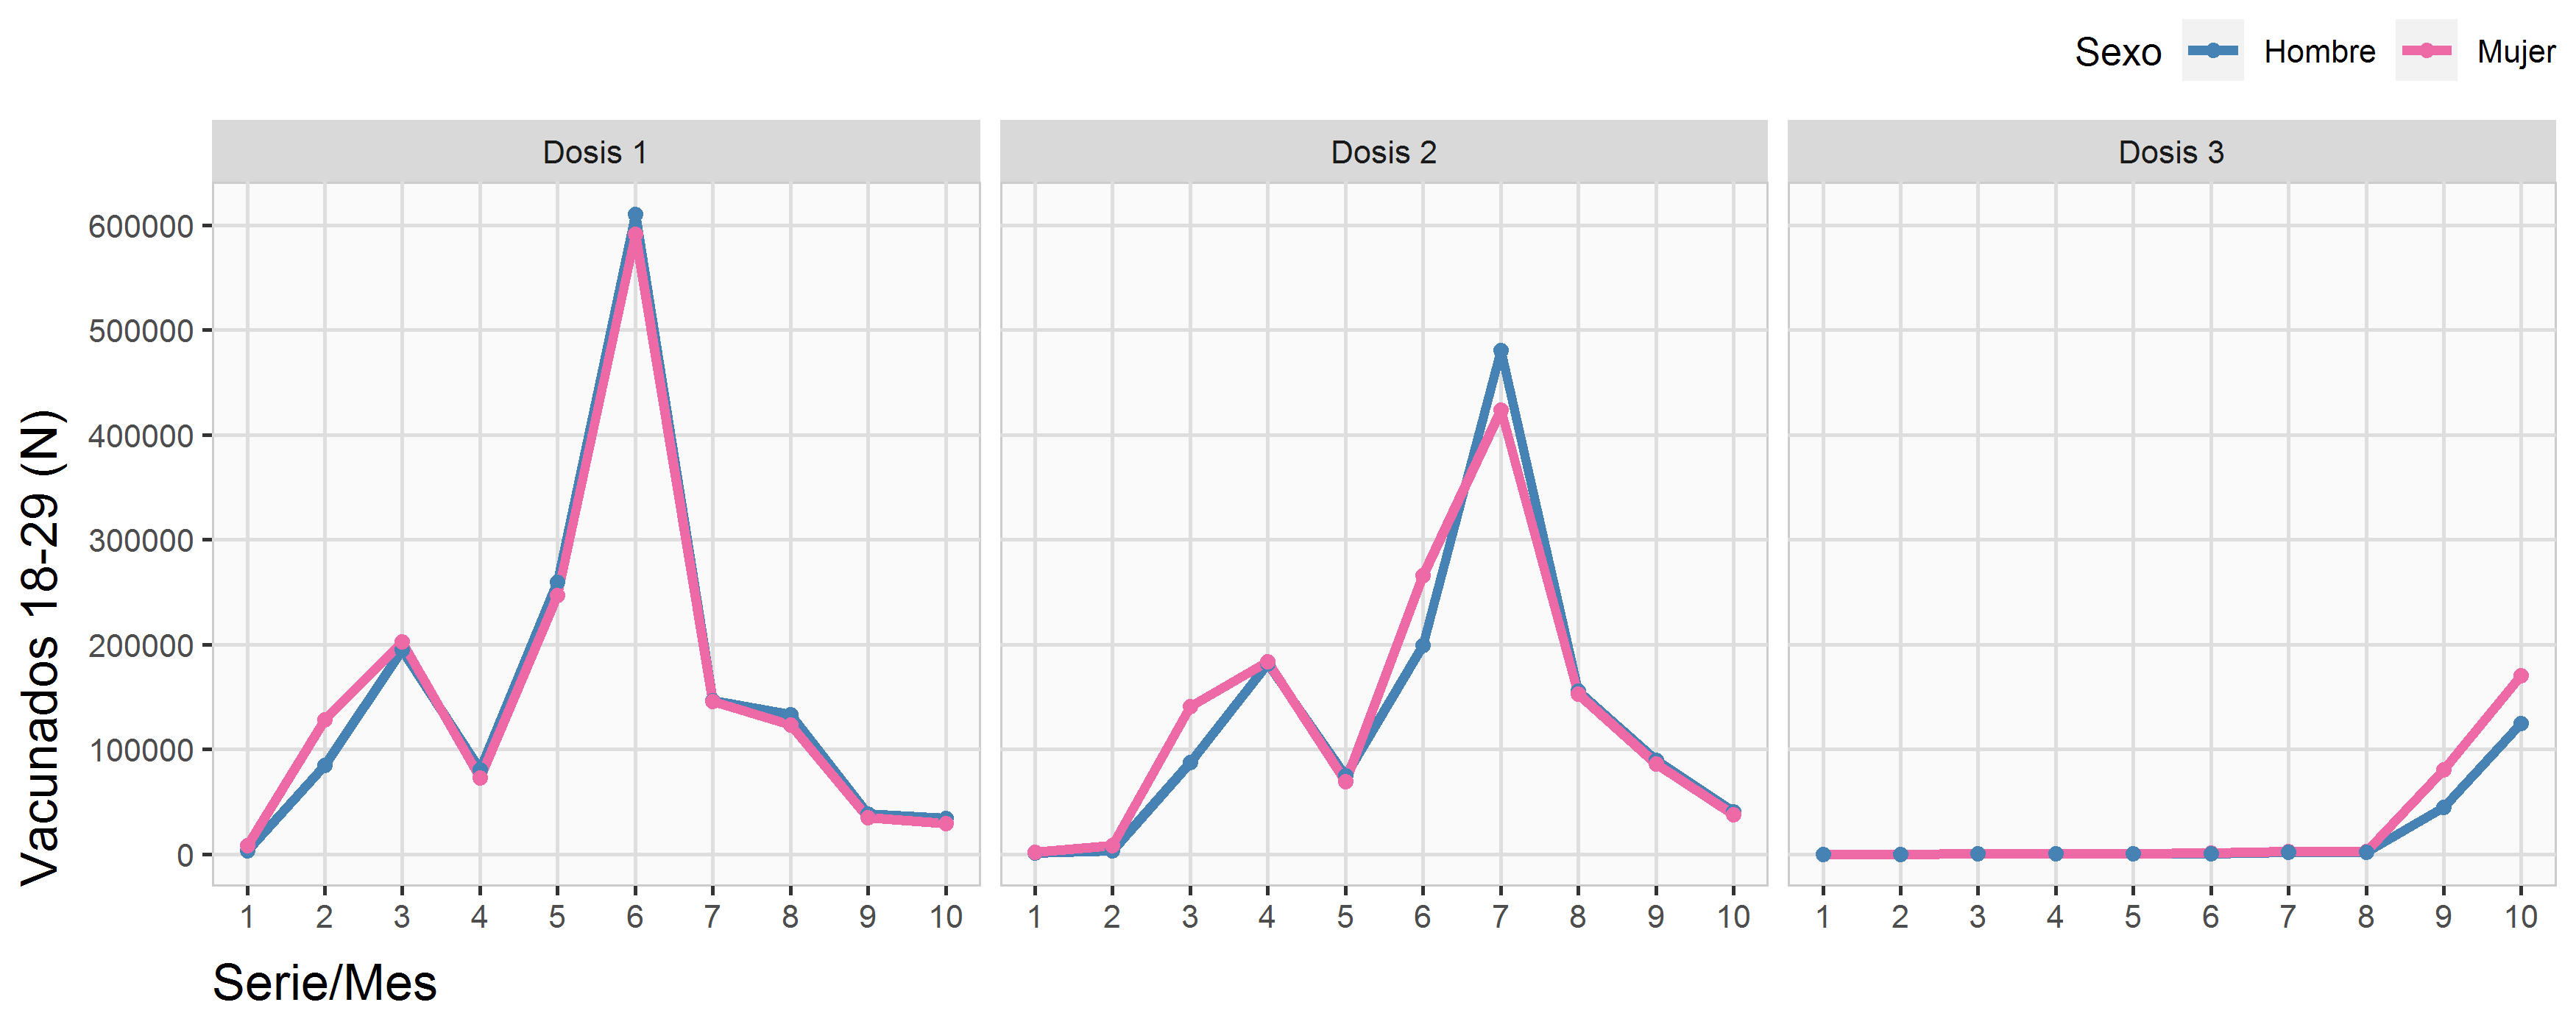 Sexo Hombre Mujer
Dosis 1 Dosis 2 Dosis 3
600000
500000
400000
300000
200000
100000
0
Vacunados 18-29 (N)
1 2 3 4 5 6 7 8 9 10 1 2 3 4 5 6 7 8 9 10 1 2 3 4 5 6 7 8 9 10
Serie/Mes